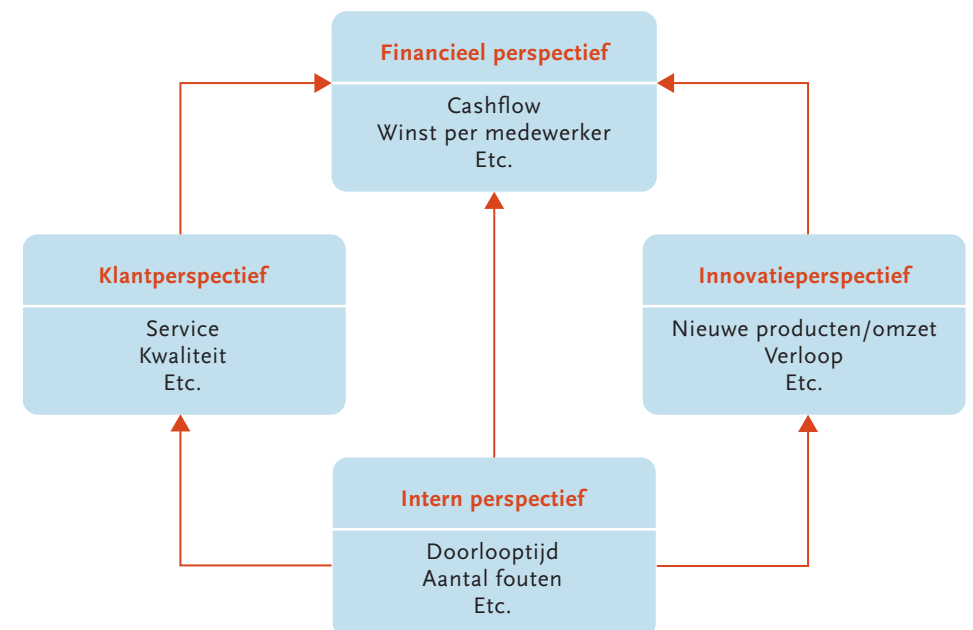 Financieel perspectief
Cashflow
Winst per medewerker
Etc.
Klantperspectief
Service
Kwaliteit
Etc.
Innovatieperspectief
Nieuwe producten/omzet
Verloop
Etc.
Intern perspectief
Doorlooptijd
Aantal fouten
Etc.